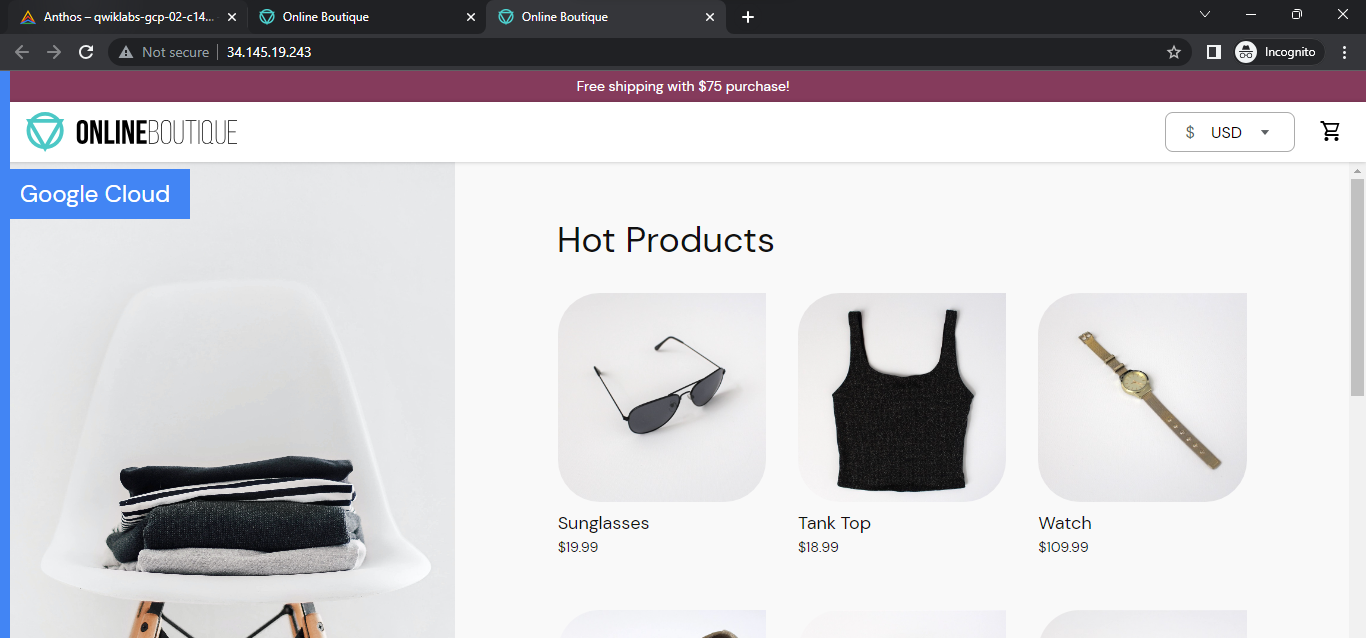 Anthos – qwiklabs-gcp-02-c14...
Online Boutique
Online Boutique
Not secure
34.145.19.243
Incognito
Free shipping with $75 purchase!
ONLINEBOUTIQUE
$ USD
Google Cloud
Hot Products
Sunglasses
$19.99
Tank Top
$18.99
Watch
$109.99